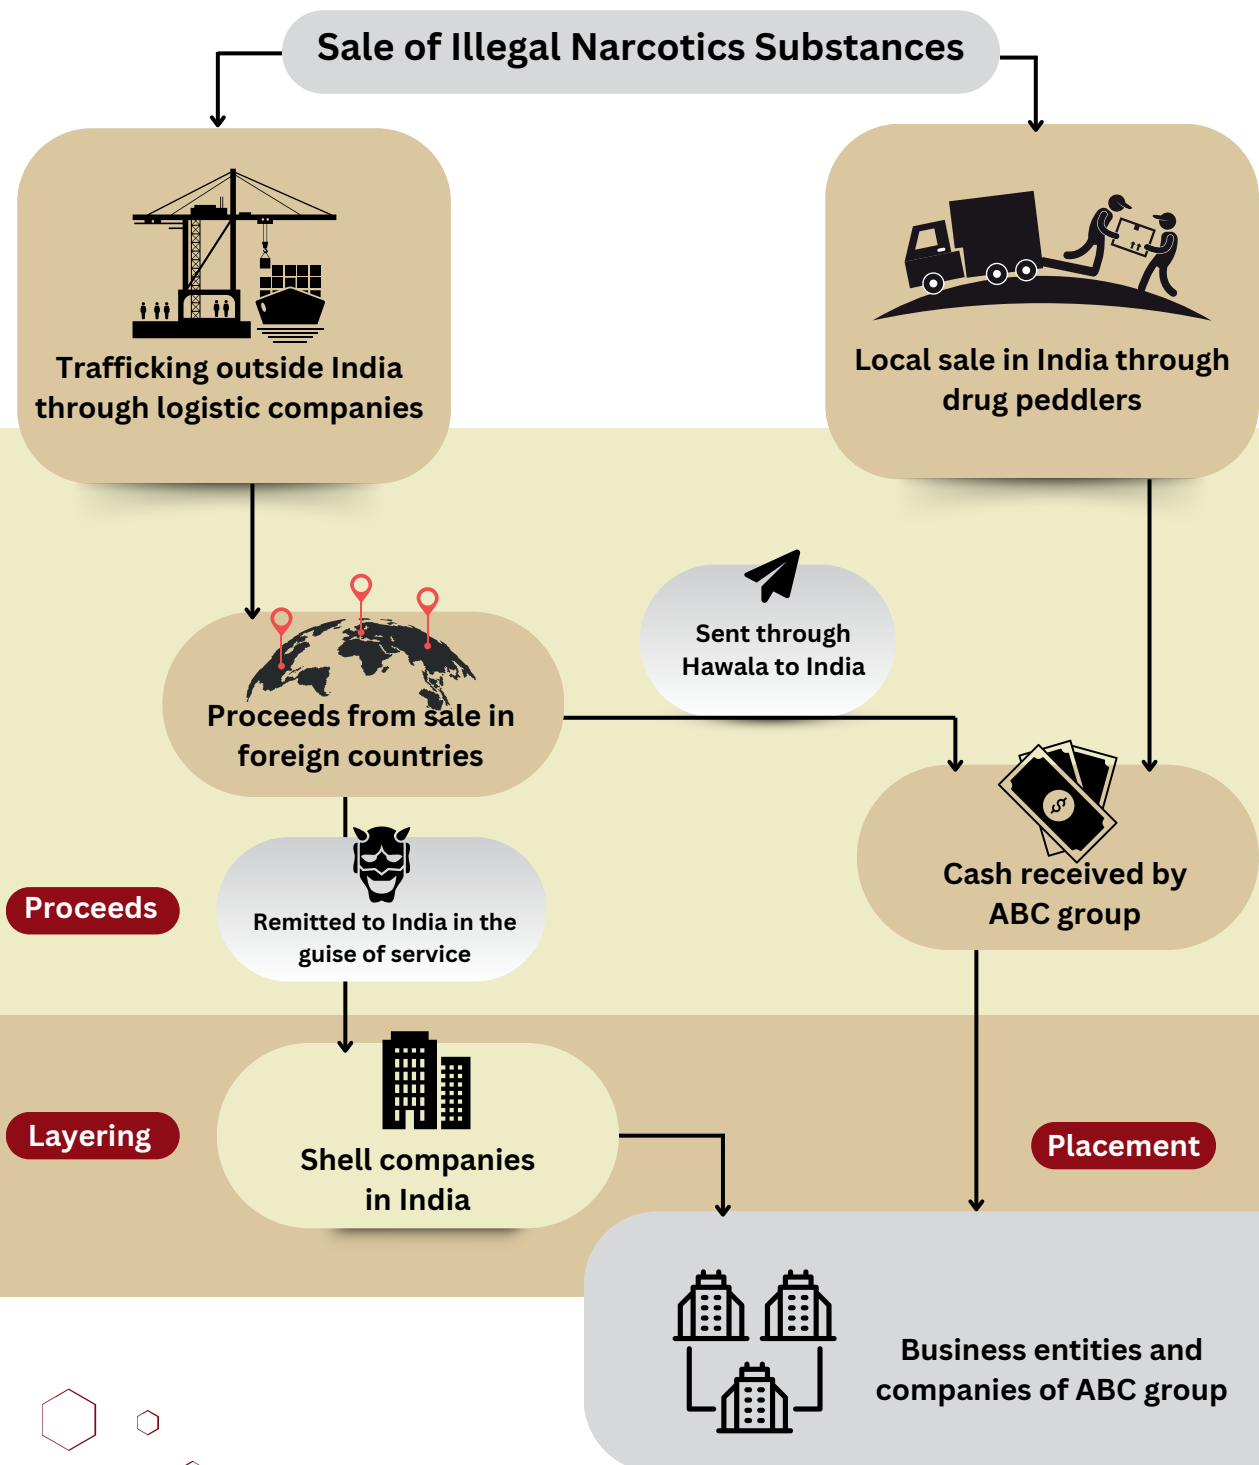 Sale of Illegal Narcotics Substances
Trafficking outside India
through logistic companies
Local sale in India through
drug peddlers
Sent through
Hawala to India
Proceeds from sale in
foreign countries
Cash received by
ABC group
Proceeds
Remitted to India in the
guise of service
Layering
Shell companies
in India
Placement
Business entities and
companies of ABC group